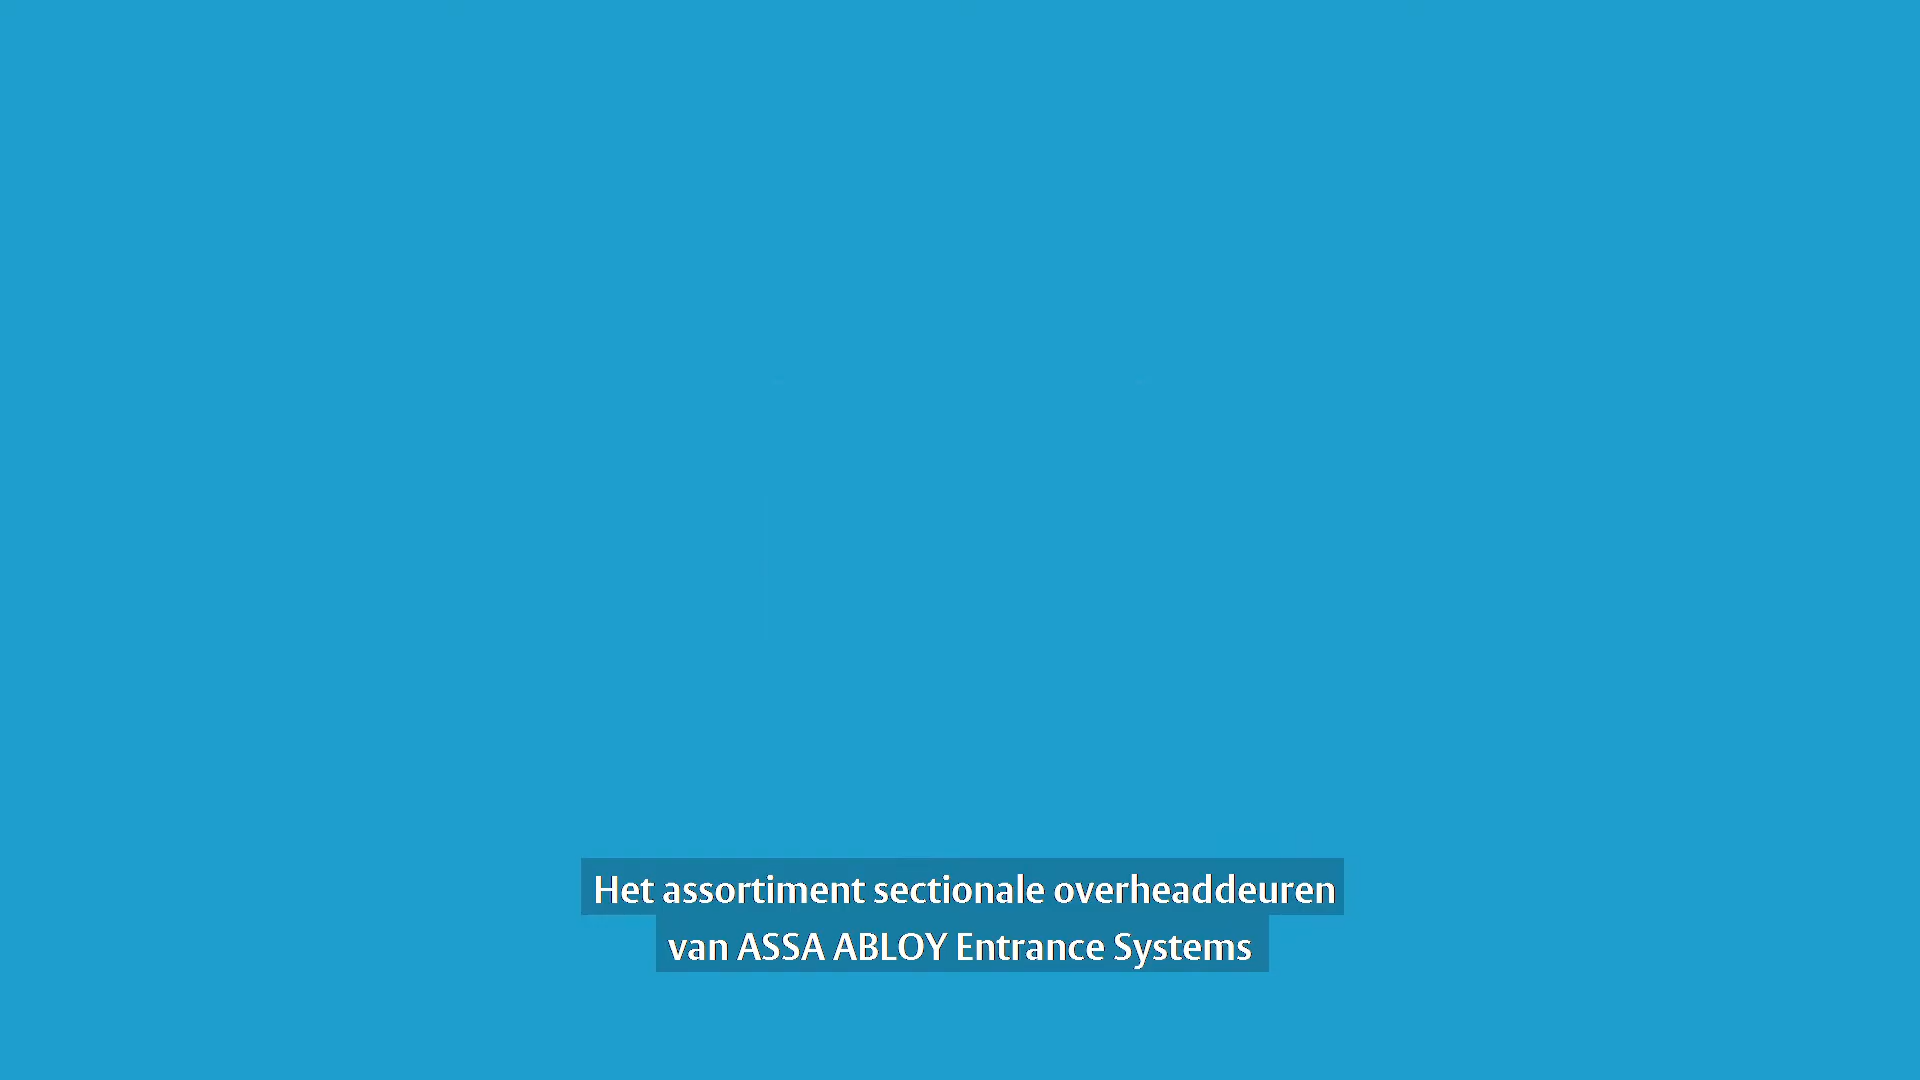 Het assortiment sectionale overheaddeuren
van ASSA ABLOY Entrance Systems